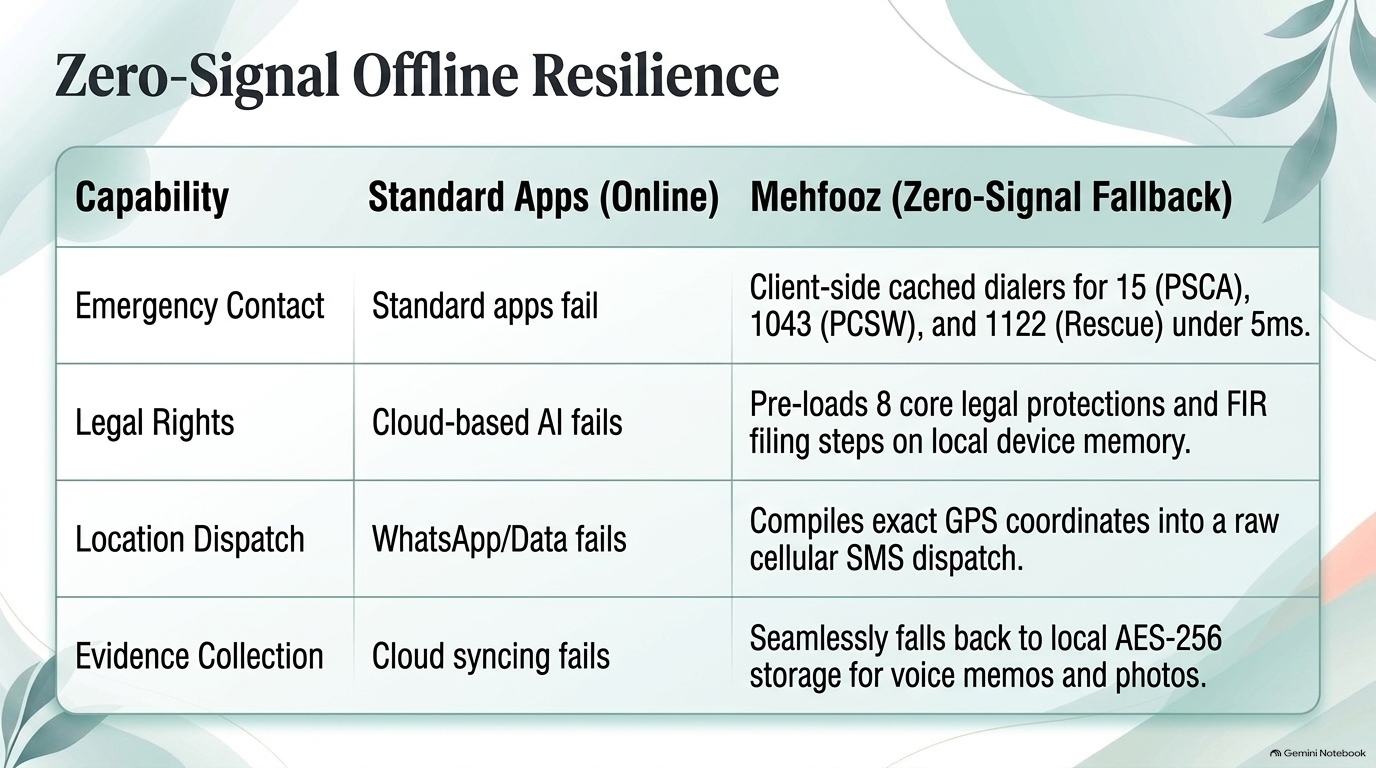 Zero-Signal Offline Resilience
Capability
Standard Apps (Online)
Mehfooz (Zero-Signal Fallback)
Emergency Contact
Standard apps fail
Client-side cached dialers for 15 (PSCA),
1043 (PCSW), and 1122 (Rescue) under 5ms.
Legal Rights
Cloud-based AI fails
Pre-loads 8 core legal protections and FIR
filing steps on local device memory.
Location Dispatch
WhatsApp/Data fails
Compiles exact GPS coordinates into a raw
cellular SMS dispatch.
Evidence Collection
Cloud syncing fails
Seamlessly falls back to local AES-256
storage for voice memos and photos.
Gemini Notebook